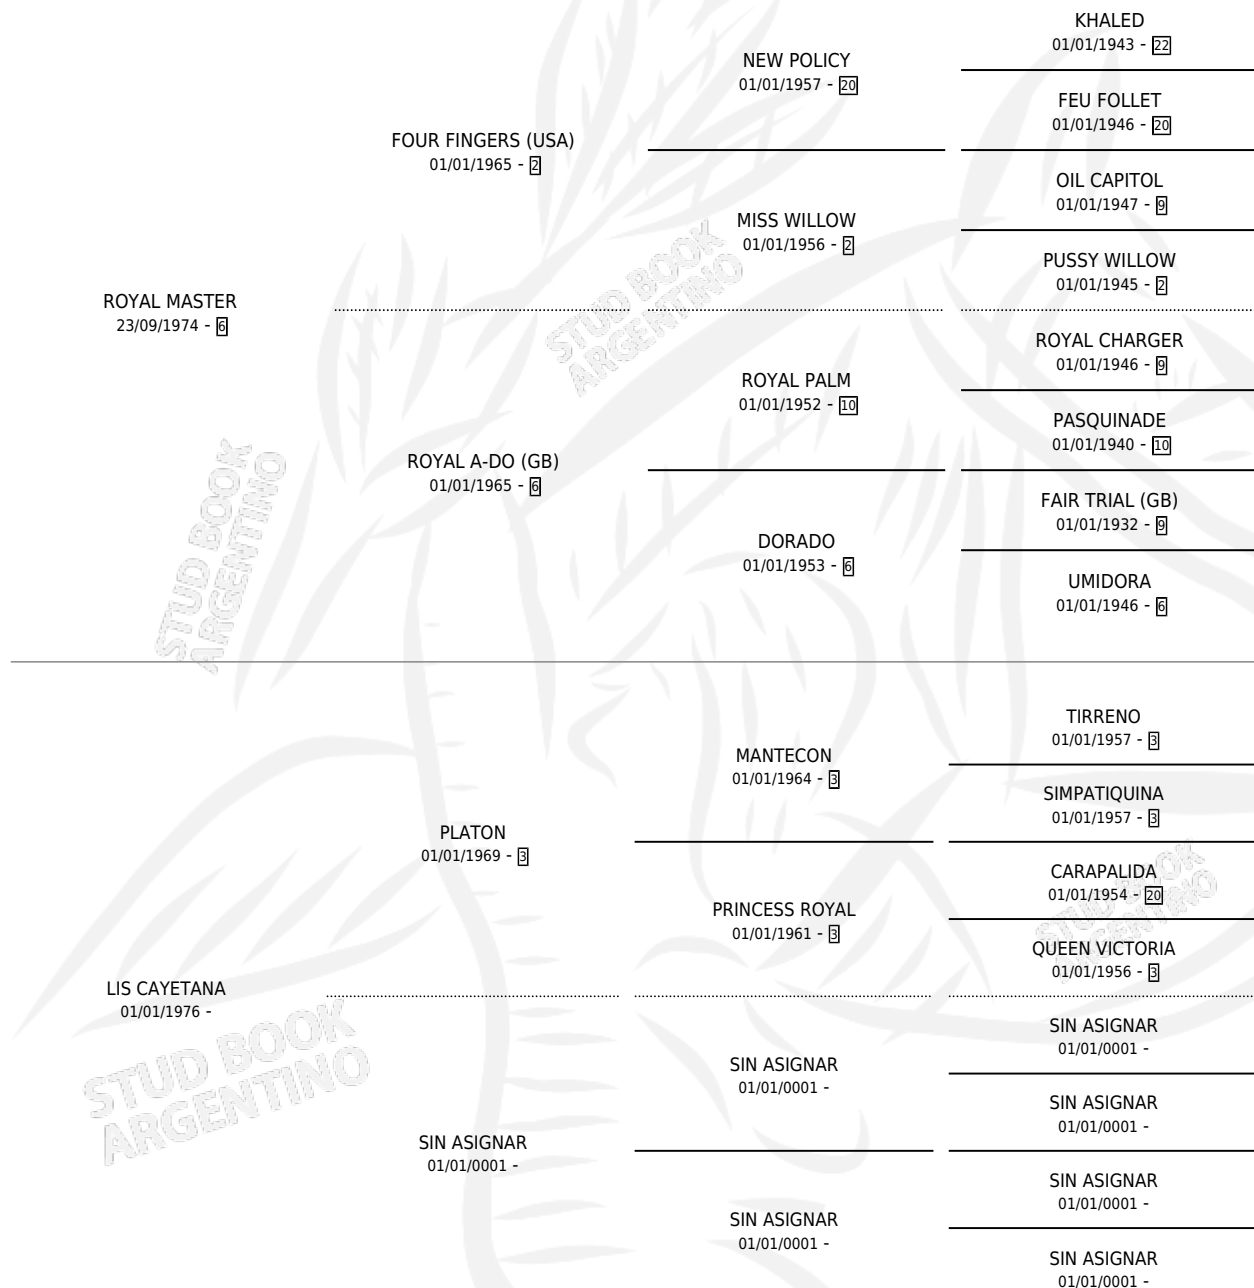 KHALED
01/01/1943 - 22
NEW POLICY
01/01/1957 - 20
FEU FOLLET
01/01/1946 - 20
FOUR FINGERS (USA)
01/01/1965 - 2
OIL CAPITOL
01/01/1947 - 9
MISS WILLOW
01/01/1956 - 2
PUSSY WILLOW
01/01/1945 - 2
ROYAL MASTER
23/09/1974 - 6
ROYAL CHARGER
01/01/1946 - 9
ROYAL PALM
01/01/1952 - 10
PASQUINADE
01/01/1940 - 10
ROYAL A-DO (GB)
01/01/1965 - 6
FAIR TRIAL (GB)
01/01/1932 - 9
DORADO
01/01/1953 - 6
UMIDORA
01/01/1946 - 6
STUD BOOK
ARGENTINO
STUD BOOK
ARGENTINO
TIRRENO
01/01/1957 - 3
MANTECON
01/01/1964 - 3
SIMPATIQUINA
01/01/1957 - 3
PLATON
01/01/1969 - 3
CARAPALIDA
01/01/1954 - 20
PRINCESS ROYAL
01/01/1961 - 3
QUEEN VICTORIA
01/01/1956 - 3
STUD BOOK
ARGENTINO
LIS CAYETANA
01/01/1976 -
SIN ASIGNAR
01/01/0001 -
SIN ASIGNAR
01/01/0001 -
SIN ASIGNAR
01/01/0001 -
SIN ASIGNAR
01/01/0001 -
SIN ASIGNAR
01/01/0001 -
SIN ASIGNAR
01/01/0001 -
SIN ASIGNAR
01/01/0001 -
STUD BOOK
ARGENTINO